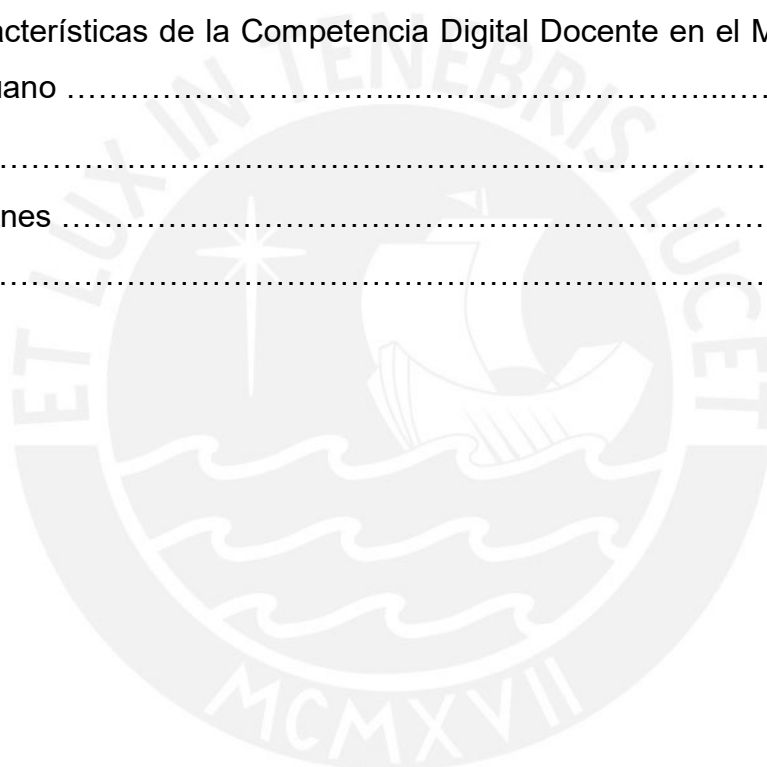 acterísticas de la Competencia Digital Docente en el M
uano ……………………………………………………………
……………………………………………………………………
nes ……………………………………………………………
……………………………………………………………………
ET LUX IN TENEBRIS LUCET
MCMXVII